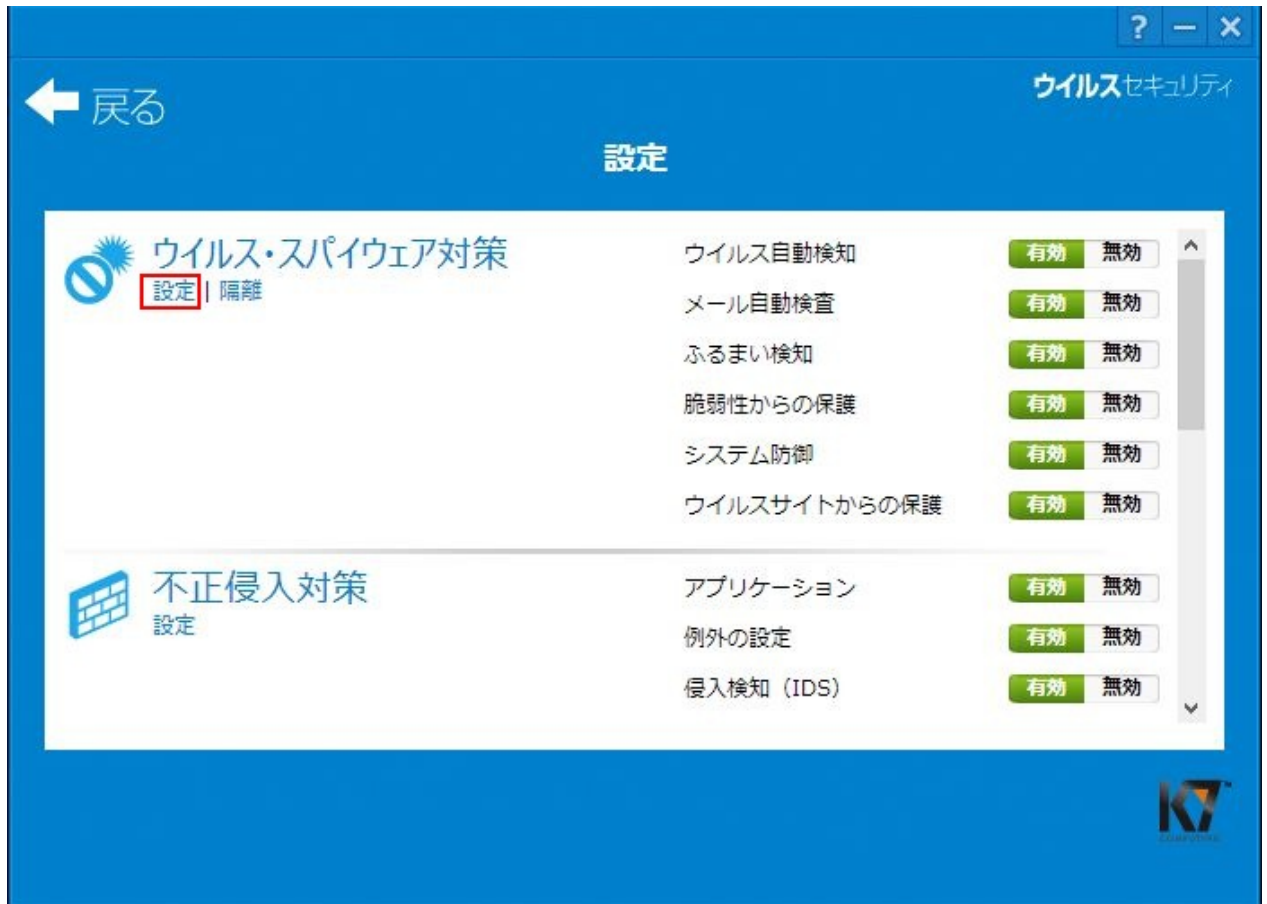 ? − ×
戻る
ウイルスセキュリティ
設定
ウイルス・スパイウェア対策
設定 | 隔離
ウイルス自動検知 有効 無効
メール自動検査 有効 無効
ふるまい検知 有効 無効
脆弱性からの保護 有効 無効
システム防御 有効 無効
ウイルスサイトからの保護 有効 無効
不正侵入対策
設定
アプリケーション 有効 無効
例外の設定 有効 無効
侵入検知（IDS） 有効 無効
K7
COMPUTING